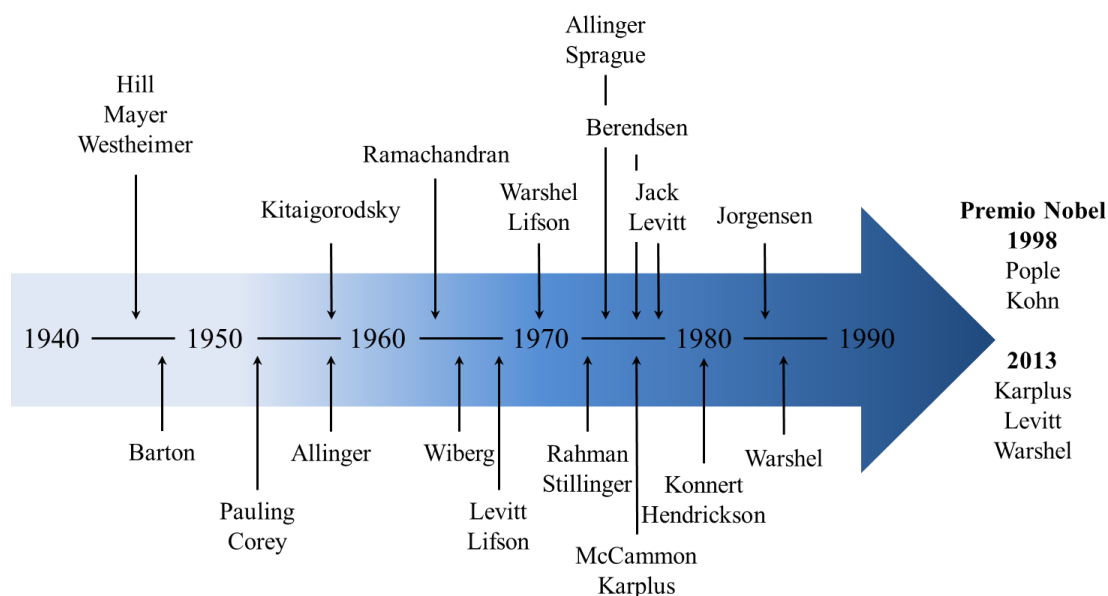 Allinger
Sprague
Hill
Mayer
Westheimer
Berendsen
Ramachandran
Warshel
Lifson
Jack
Levitt
Kitaigorodsky
Jorgensen
Premio Nobel
1998
Pople
Kohn
1940 1950 1960 1970 1980 1990
2013
Karplus
Levitt
Warshel
Barton
Allinger
Wiberg
Rahman
Stillinger
Warshel
Pauling
Corey
Levitt
Lifson
Konnert
Hendrickson
McCammon
Karplus